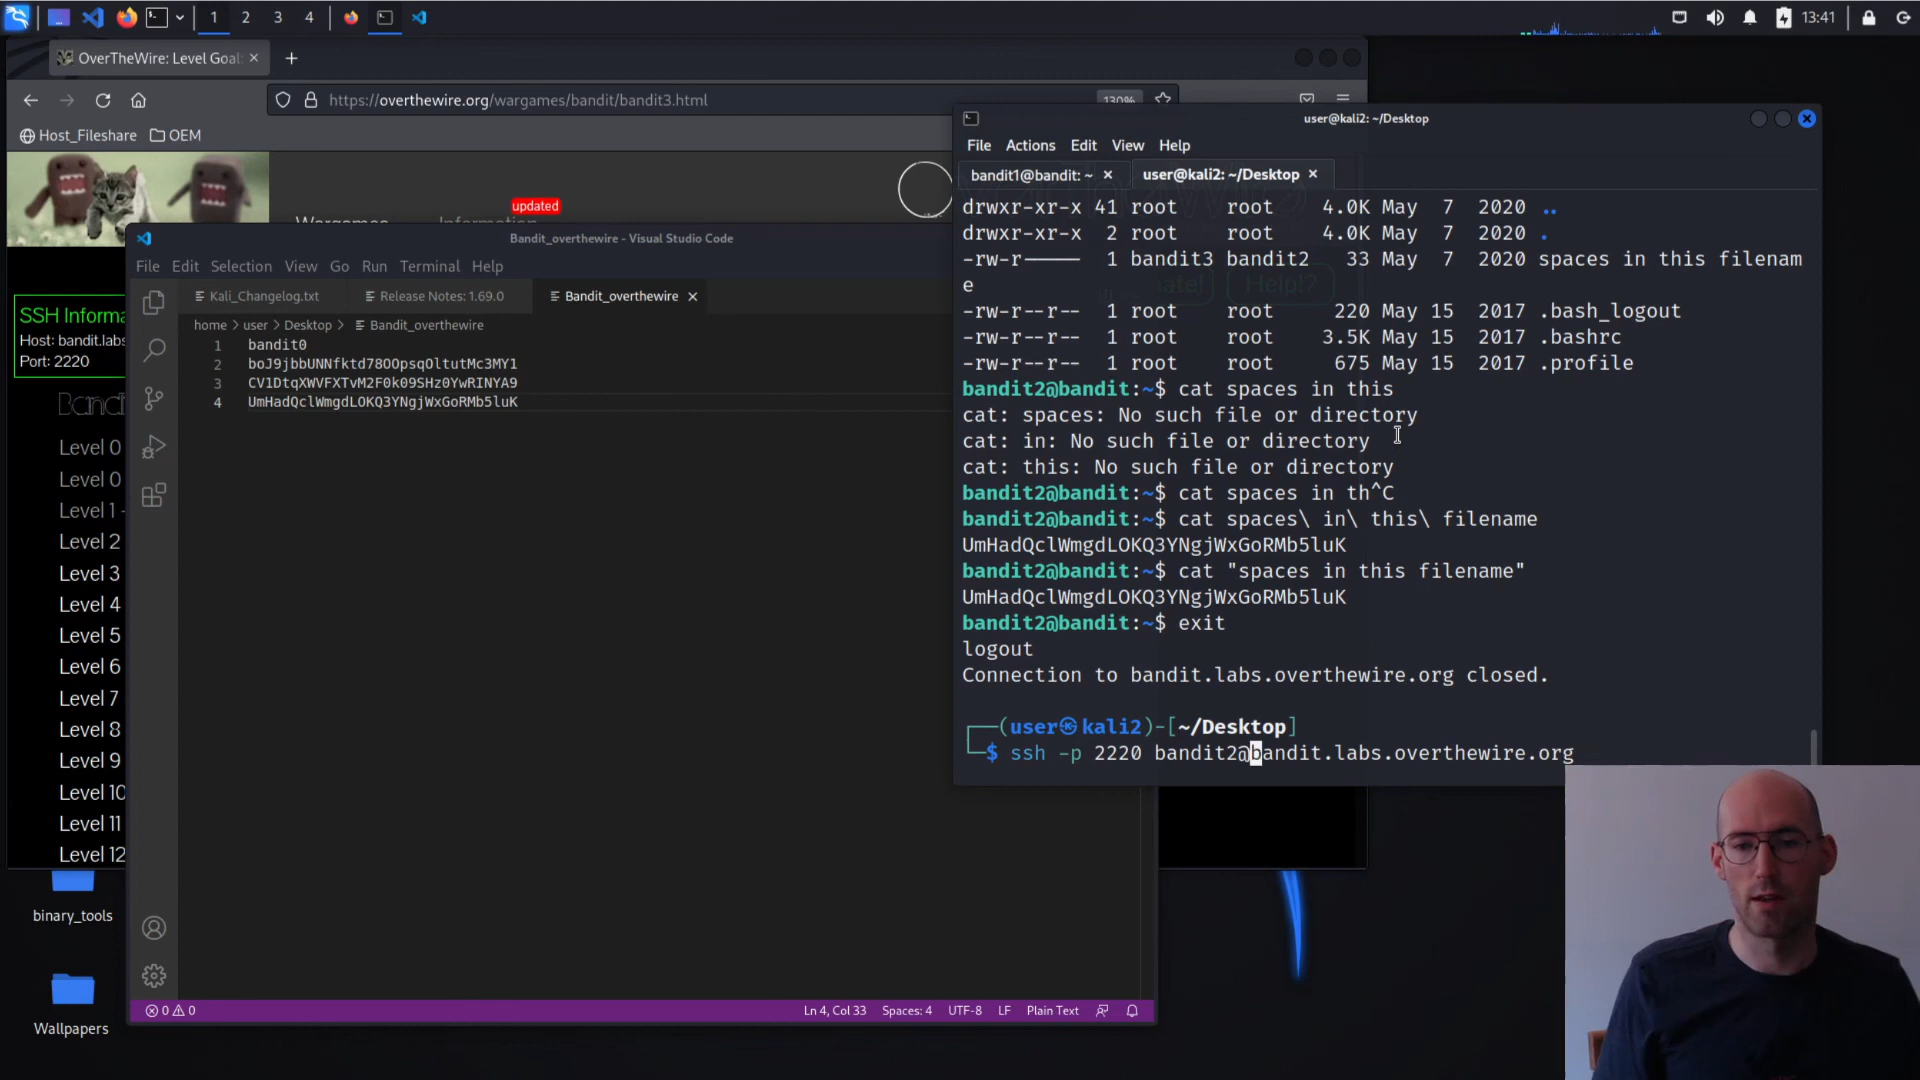 1 2 3 4
13:41
OverTheWire: Level Goal:
https://overthewire.org/wargames/bandit/bandit3.html
130%
Host_Fileshare OEM
updated
SSH Informa
Host: bandit.labs
Port: 2220
Level 0
Level 0
Level 1
Level 2
Level 3
Level 4
Level 5
Level 6
Level 7
Level 8
Level 9
Level 10
Level 11
Level 12
Bandit_overthewire - Visual Studio Code
File Edit Selection View Go Run Terminal Help
Kali_Changelog.txt Release Notes: 1.69.0 Bandit_overthewire
home > user > Desktop > Bandit_overthewire
1 bandit0
2 boJ9jbbUNNfktd78OOpsqOltutMc3MY1
3 CV1DtqXWVFXTvM2F0k09SHz0YwRINYA9
4 UmHadQclWmgdLOKQ3YNgjWxGoRMb5luK
0 0
Ln 4, Col 33 Spaces: 4 UTF-8 LF Plain Text
user@kali2: ~/Desktop
File Actions Edit View Help
bandit1@bandit: ~ user@kali2: ~/Desktop
Help!?
drwxr-xr-x 41 root root 4.0K May 7 2020 ..
drwxr-xr-x 2 root root 4.0K May 7 2020 .
-rw-r----- 1 bandit3 bandit2 33 May 7 2020 spaces in this filenam
e
-rw-r--r-- 1 root root 220 May 15 2017 .bash_logout
-rw-r--r-- 1 root root 3.5K May 15 2017 .bashrc
-rw-r--r-- 1 root root 675 May 15 2017 .profile
bandit2@bandit:~$ cat spaces in this
cat: spaces: No such file or directory
cat: in: No such file or directory
cat: this: No such file or directory
bandit2@bandit:~$ cat spaces in th^C
bandit2@bandit:~$ cat spaces\ in\ this\ filename
UmHadQclWmgdLOKQ3YNgjWxGoRMb5luK
bandit2@bandit:~$ cat "spaces in this filename"
UmHadQclWmgdLOKQ3YNgjWxGoRMb5luK
bandit2@bandit:~$ exit
logout
Connection to bandit.labs.overthewire.org closed.
(user㉿kali2)-[~/Desktop]
$ ssh -p 2220 bandit2@bandit.labs.overthewire.org
binary_tools
Wallpapers